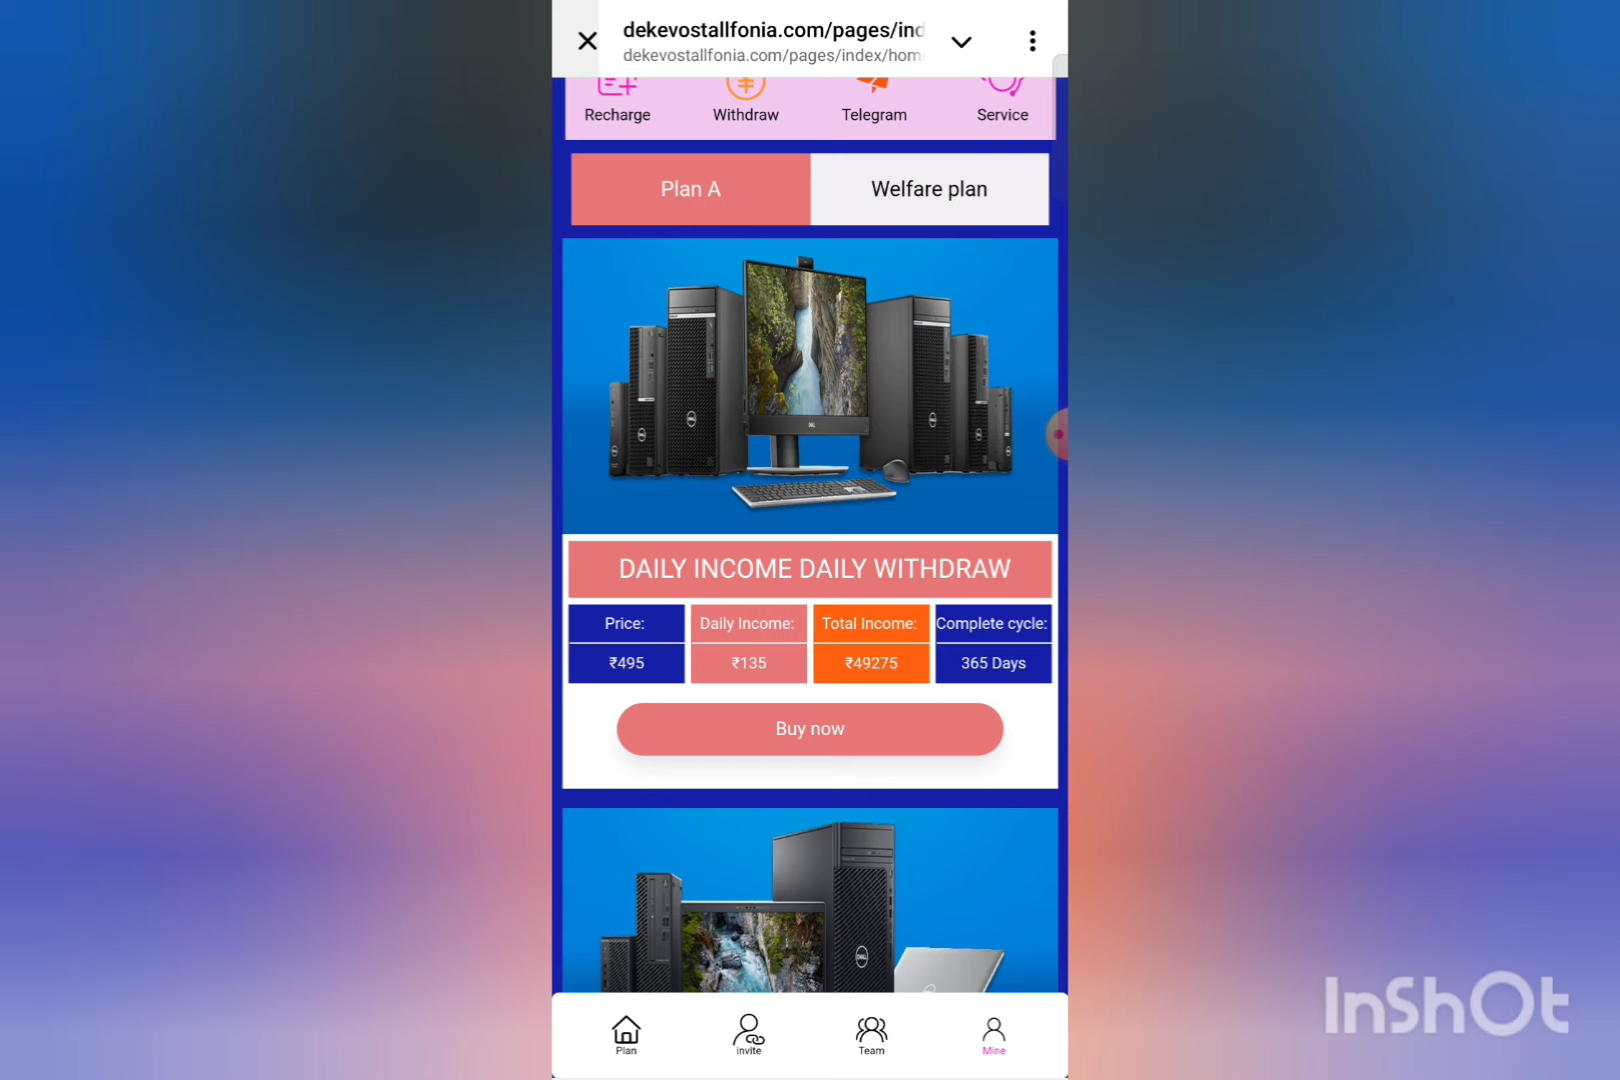 dekevostallfonia.com/pages/ind
dekevostallfonia.com/pages/index/hom
Recharge
Withdraw
Telegram
Service
Plan A
Welfare plan
DELL
DAILY INCOME DAILY WITHDRAW
Price:
Daily Income:
Total Income:
Complete cycle:
₹495
₹135
₹49275
365 Days
Buy now
DELL
Plan
invite
Team
Mine
InShOt